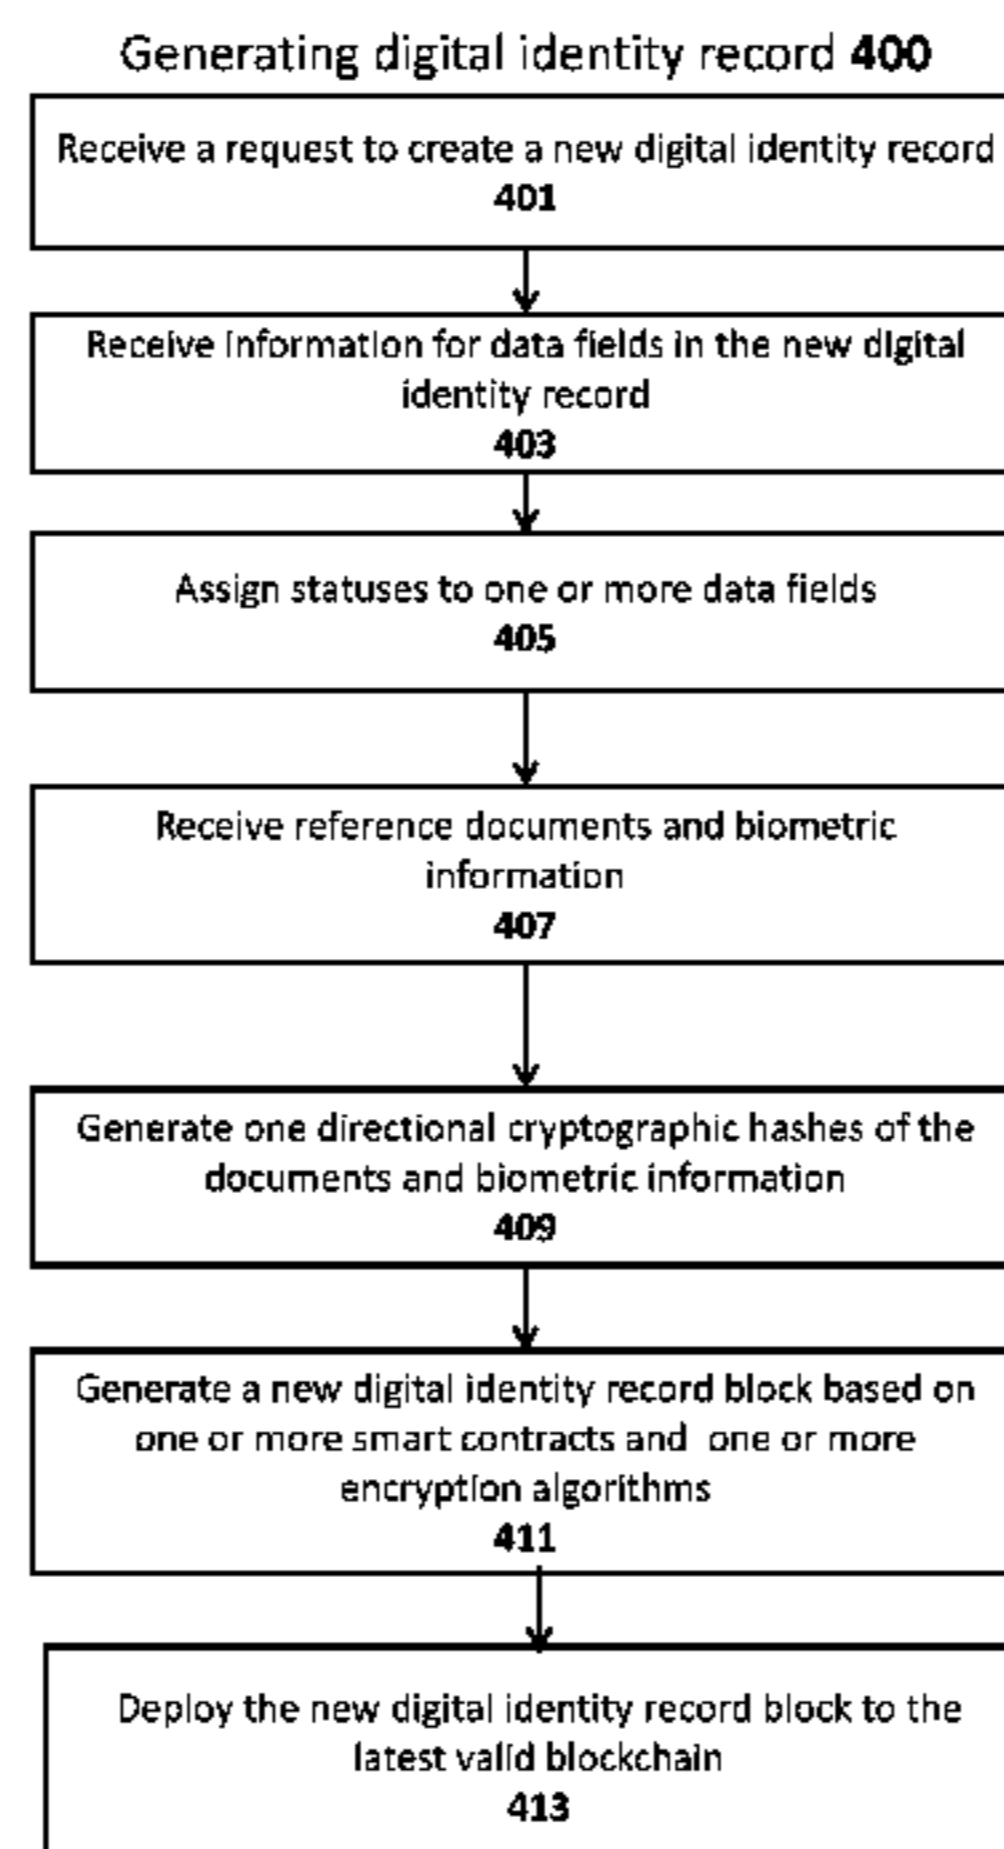 Generating digital identity record 400
Receive a request to create a new digital identity record
401
Receive information for data fields in the new digital
identity record
403
Assign statuses to one or more data fields
405
Receive reference documents and biometric
information
407
Generate one directional cryptographic hashes of the
documents and biometric information
409
Generate a new digital identity record block based on
one or more smart contracts and one or more
encryption algorithms
411
Deploy the new digital identity record block to the
latest valid blockchain
413